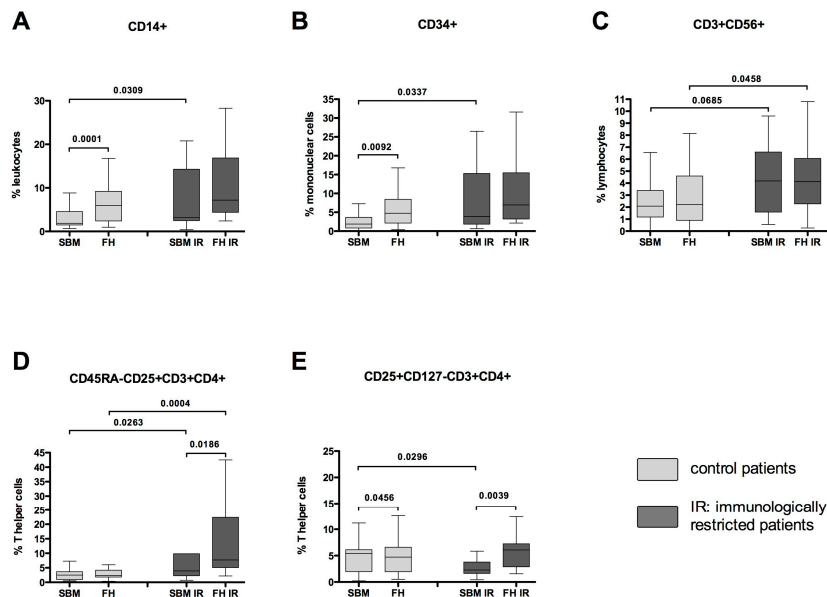 A
CD14+
0.0309
0.0001
30
20
10
0
% leukocytes
SBM FH SBM IR FH IR
B
CD34+
0.0337
0.0092
35
30
25
20
15
10
5
0
% mononuclear cells
SBM FH SBM IR FH IR
C
CD3+CD56+
0.0458
0.0685
11
10
9
8
7
6
5
4
3
2
1
0
% lymphocytes
SBM FH SBM IR FH IR
D
CD45RA-CD25+CD3+CD4+
0.0004
0.0263
0.0186
45
40
35
30
25
20
15
10
5
0
% T helper cells
SBM FH SBM IR FH IR
E
CD25+CD127-CD3+CD4+
0.0296
0.0456
0.0039
25
20
15
10
5
0
% T helper cells
SBM FH SBM IR FH IR
control patients
IR: immunologically
restricted patients